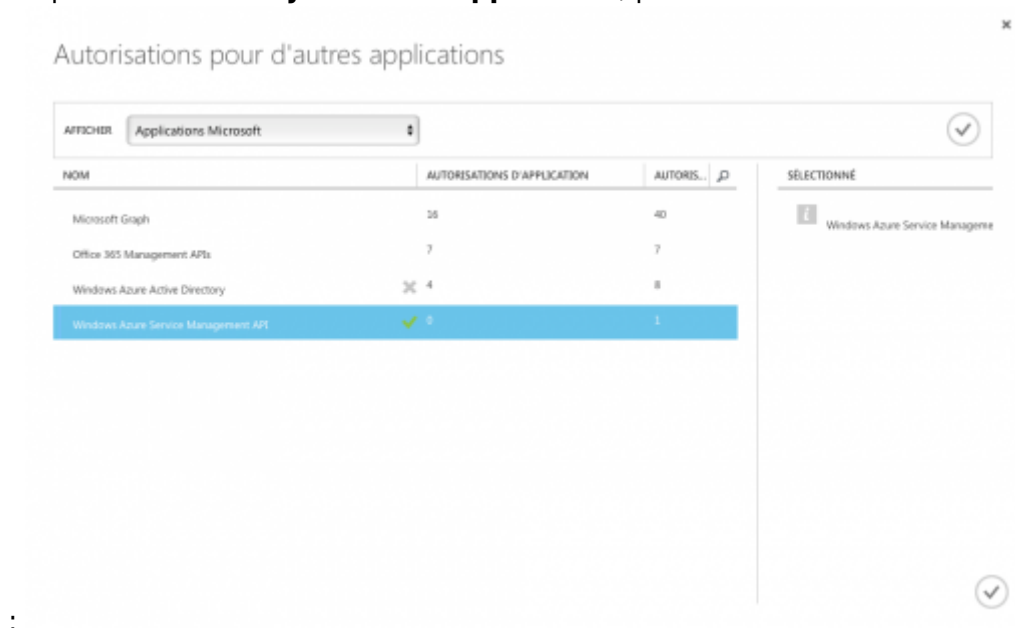 Autorisations pour d'autres applications
AFFICHER Applications Microsoft
NOM AUTORISATIONS D'APPLICATION AUTORIS... SÉLECTIONNÉ
Microsoft Graph 16 40
Windows Azure Service Manageme
Office 365 Management APIs 7 7
Windows Azure Active Directory 4 8
Windows Azure Service Management API 0 1
: